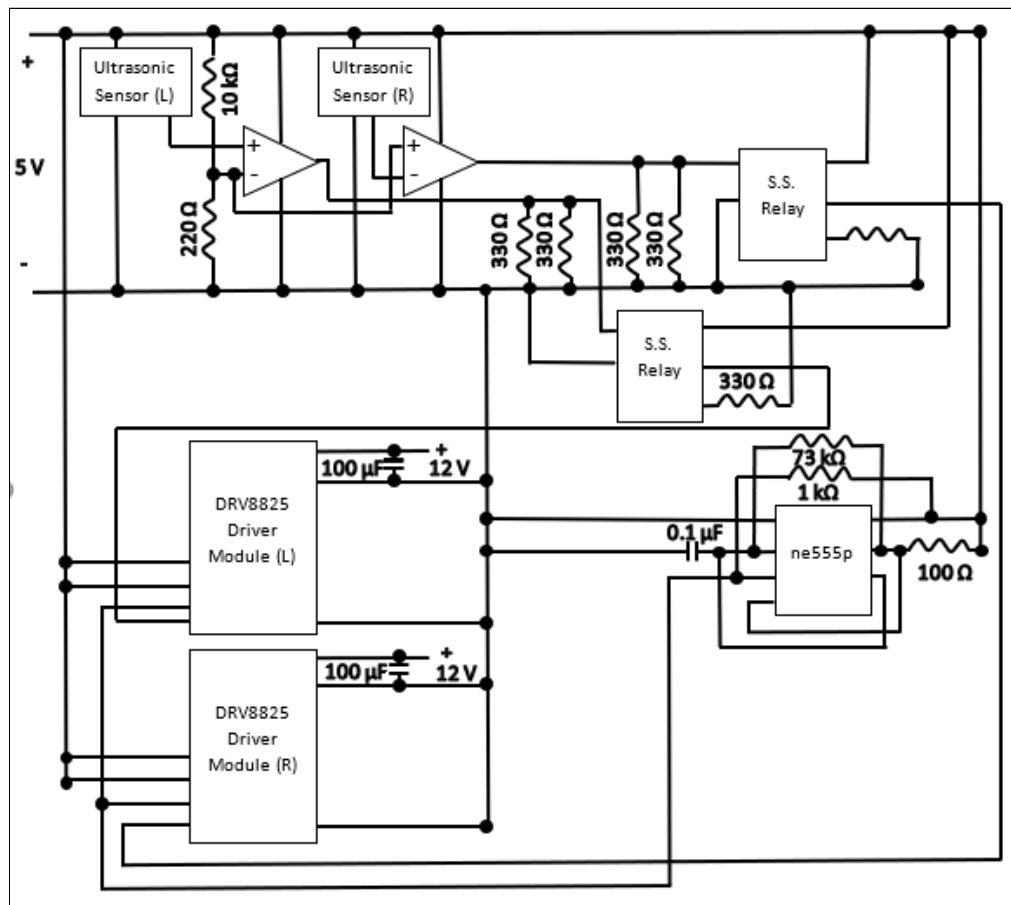 +
Ultrasonic
Sensor (L)
10 kΩ
Ultrasonic
Sensor (R)
+
-
+
-
5 V
S.S.
Relay
220 Ω
330 Ω
330 Ω
330 Ω
330 Ω
-
S.S.
Relay
330 Ω
+
100 µF
12 V
73 kΩ
1 kΩ
DRV8825
Driver
Module (L)
0.1 µF
ne555p
100 Ω
+
100 µF
12 V
DRV8825
Driver
Module (R)